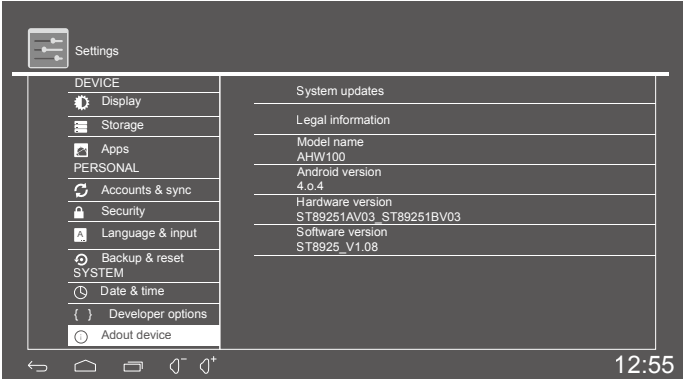 Settings
DEVICE
Display
Storage
Apps
PERSONAL
Accounts & sync
Security
A
Language & input
Backup & reset
SYSTEM
Date & time
{ } Developer options
Adout device
System updates
Legal information
Model name
AHW100
Android version
4.o.4
Hardware version
ST89251AV03_ST89251BV03
Software version
ST8925_V1.08
12:55